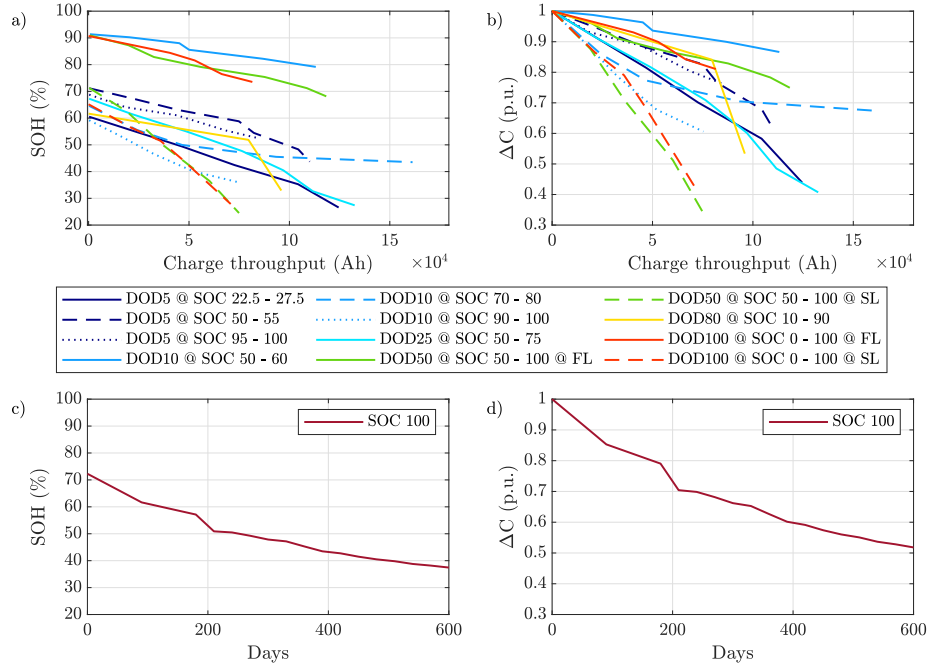 a)
100
90
80
70
60
50
40
30
20
SOH (%)
0 5 10 15
Charge throughput (Ah) ×10⁴
b)
1
0.9
0.8
0.7
0.6
0.5
0.4
0.3
ΔC (p.u.)
0 5 10 15
Charge throughput (Ah) ×10⁴
DOD5 @ SOC 22.5 - 27.5
DOD5 @ SOC 50 - 55
DOD5 @ SOC 95 - 100
DOD10 @ SOC 50 - 60
DOD10 @ SOC 70 - 80
DOD10 @ SOC 90 - 100
DOD25 @ SOC 50 - 75
DOD50 @ SOC 50 - 100 @ FL
DOD50 @ SOC 50 - 100 @ SL
DOD80 @ SOC 10 - 90
DOD100 @ SOC 0 - 100 @ FL
DOD100 @ SOC 0 - 100 @ SL
c)
100
90
80
70
60
50
40
30
20
SOH (%)
SOC 100
0 200 400 600
Days
d)
1
0.9
0.8
0.7
0.6
0.5
0.4
0.3
ΔC (p.u.)
SOC 100
0 200 400 600
Days